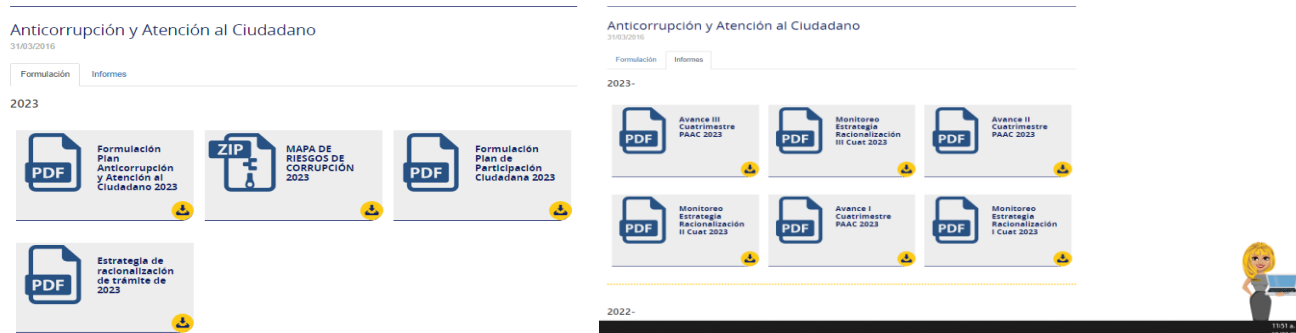 Anticorrupción y Atención al Ciudadano
31/03/2016
Formulación
Informes
2023
PDF
Formulación
Plan
Anticorrupción
y Atención al
Ciudadano 2023
ZIP
MAPA DE
RIESGOS DE
CORRUPCIÓN
2023
PDF
Formulación
Plan de
Participación
Ciudadana 2023
PDF
Estrategia de
racionalización
de trámite de
2023
Anticorrupción y Atención al Ciudadano
31/03/2016
Formulación
Informes
2023-
PDF
Avance III
Cuatrimestre
PAAC 2023
PDF
Monitoreo
Estrategia
Racionalización
III Cuat 2023
PDF
Avance II
Cuatrimestre
PAAC 2023
PDF
Monitoreo
Estrategia
Racionalización
II Cuat 2023
PDF
Avance I
Cuatrimestre
PAAC 2023
PDF
Monitoreo
Estrategia
Racionalización
I Cuat 2023
2022-
11:51 a.